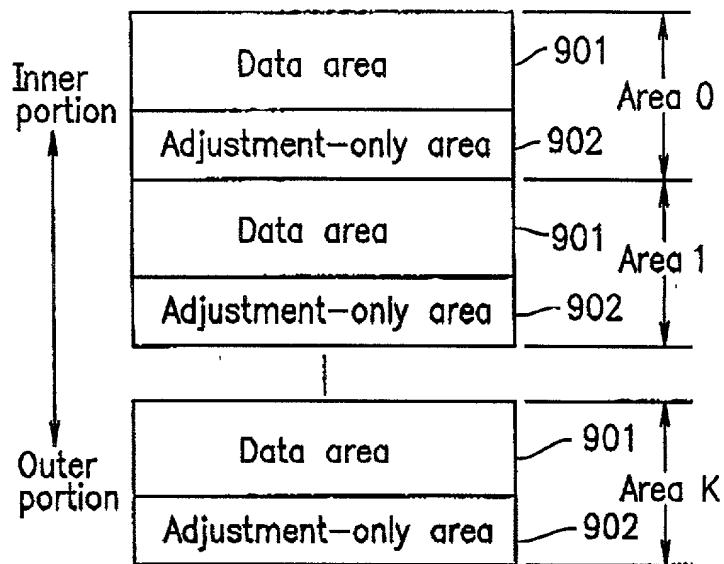 Inner
portion
Data area
901
Area 0
Adjustment-only area
902
Data area
901
Area 1
Adjustment-only area
902
Data area
901
Outer
portion
Area K
Adjustment-only area
902